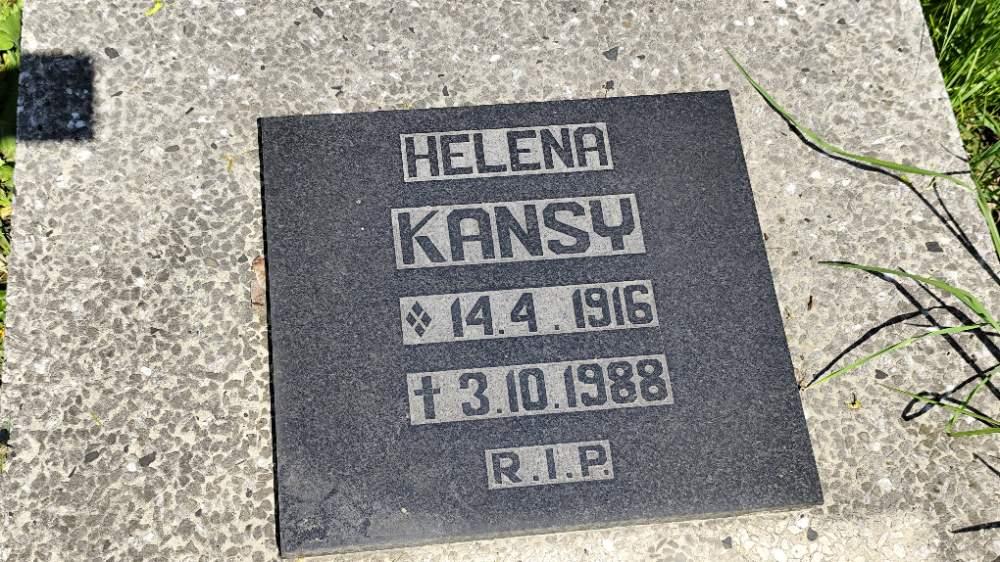 HELENA
KANSY
❖ 14.4.1916
✝ 3.10.1988
R.I.P.